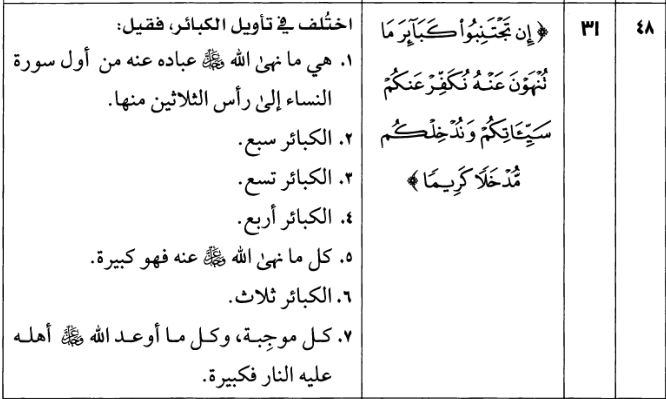 ٤٨
٣١
﴿ إِن تَجْتَنِبُوا۟ كَبَآئِرَ مَا
تُنْهَوْنَ عَنْهُ نُكَفِّرْ عَنكُمْ
سَيِّـَٔاتِكُمْ وَنُدْخِلْكُم
مُّدْخَلًا كَرِيمًا ﴾
اختُلف في تأويل الكبائر، فقيل:
١. هي ما نهىٰ الله ﷻ عباده عنه من أول سورة
النساء إلىٰ رأس الثلاثين منها.
٢. الكبائر سبع.
٣. الكبائر تسع.
٤. الكبائر أربع.
٥. كل ما نهىٰ الله ﷻ عنه فهو كبيرة.
٦. الكبائر ثلاث.
٧. كل موجِبة، وكل ما أوعد الله ﷻ أهله
عليه النار فكبيرة.